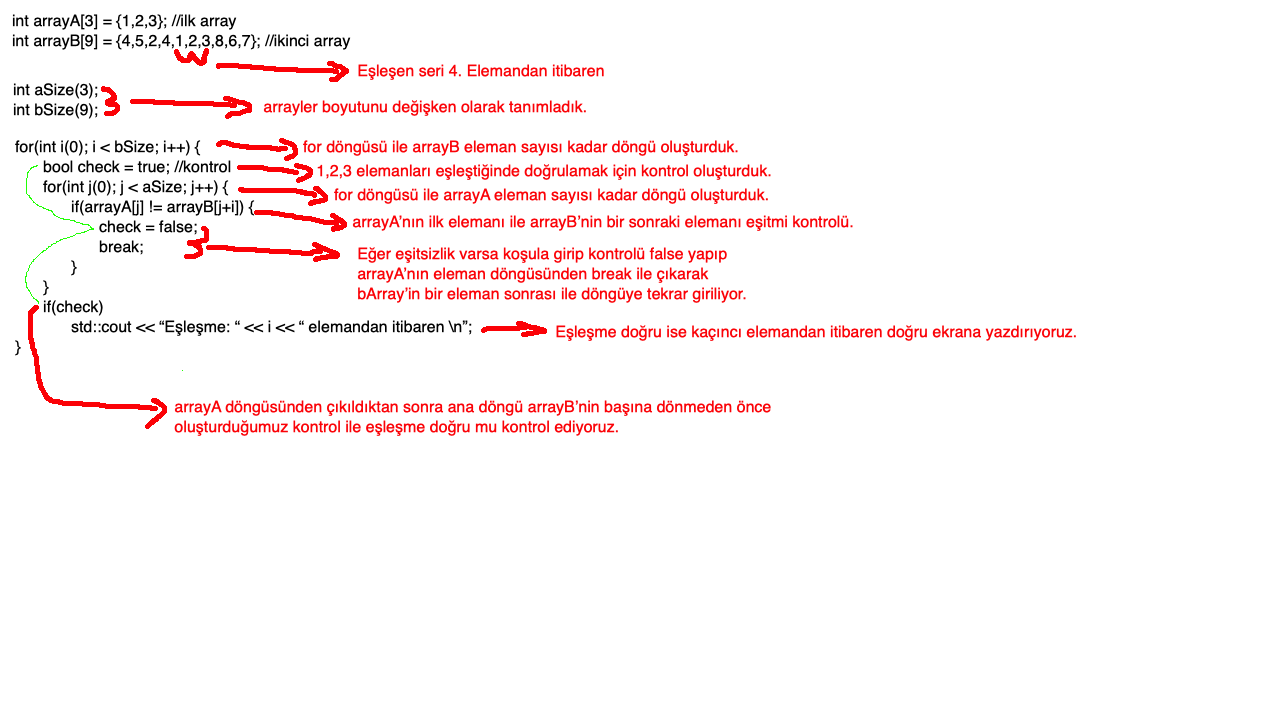 int arrayA[3] = {1,2,3}; //ilk array
int arrayB[9] = {4,5,2,4,1,2,3,8,6,7}; //ikinci array
Eşleşen seri 4. Elemandan itibaren
int aSize(3);
int bSize(9);
arrayler boyutunu değişken olarak tanımladık.
for(int i(0); i < bSize; i++) {
for döngüsü ile arrayB eleman sayısı kadar döngü oluşturduk.
bool check = true; //kontrol
1,2,3 elemanları eşleştiğinde doğrulamak için kontrol oluşturduk.
for(int j(0); j < aSize; j++) {
for döngüsü ile arrayA eleman sayısı kadar döngü oluşturduk.
if(arrayA[j] != arrayB[j+i]) {
arrayA’nın ilk elemanı ile arrayB’nin bir sonraki elemanı eşitmi kontrolü.
check = false;
break;
Eğer eşitsizlik varsa koşula girip kontrolü false yapıp
arrayA’nın eleman döngüsünden break ile çıkarak
bArray’in bir eleman sonrası ile döngüye tekrar giriliyor.
}
}
if(check)
std::cout << “Eşleşme: “ << i << “ elemandan itibaren \n”;
Eşleşme doğru ise kaçıncı elemandan itibaren doğru ekrana yazdırıyoruz.
}
arrayA döngüsünden çıkıldıktan sonra ana döngü arrayB’nin başına dönmeden önce
oluşturduğumuz kontrol ile eşleşme doğru mu kontrol ediyoruz.